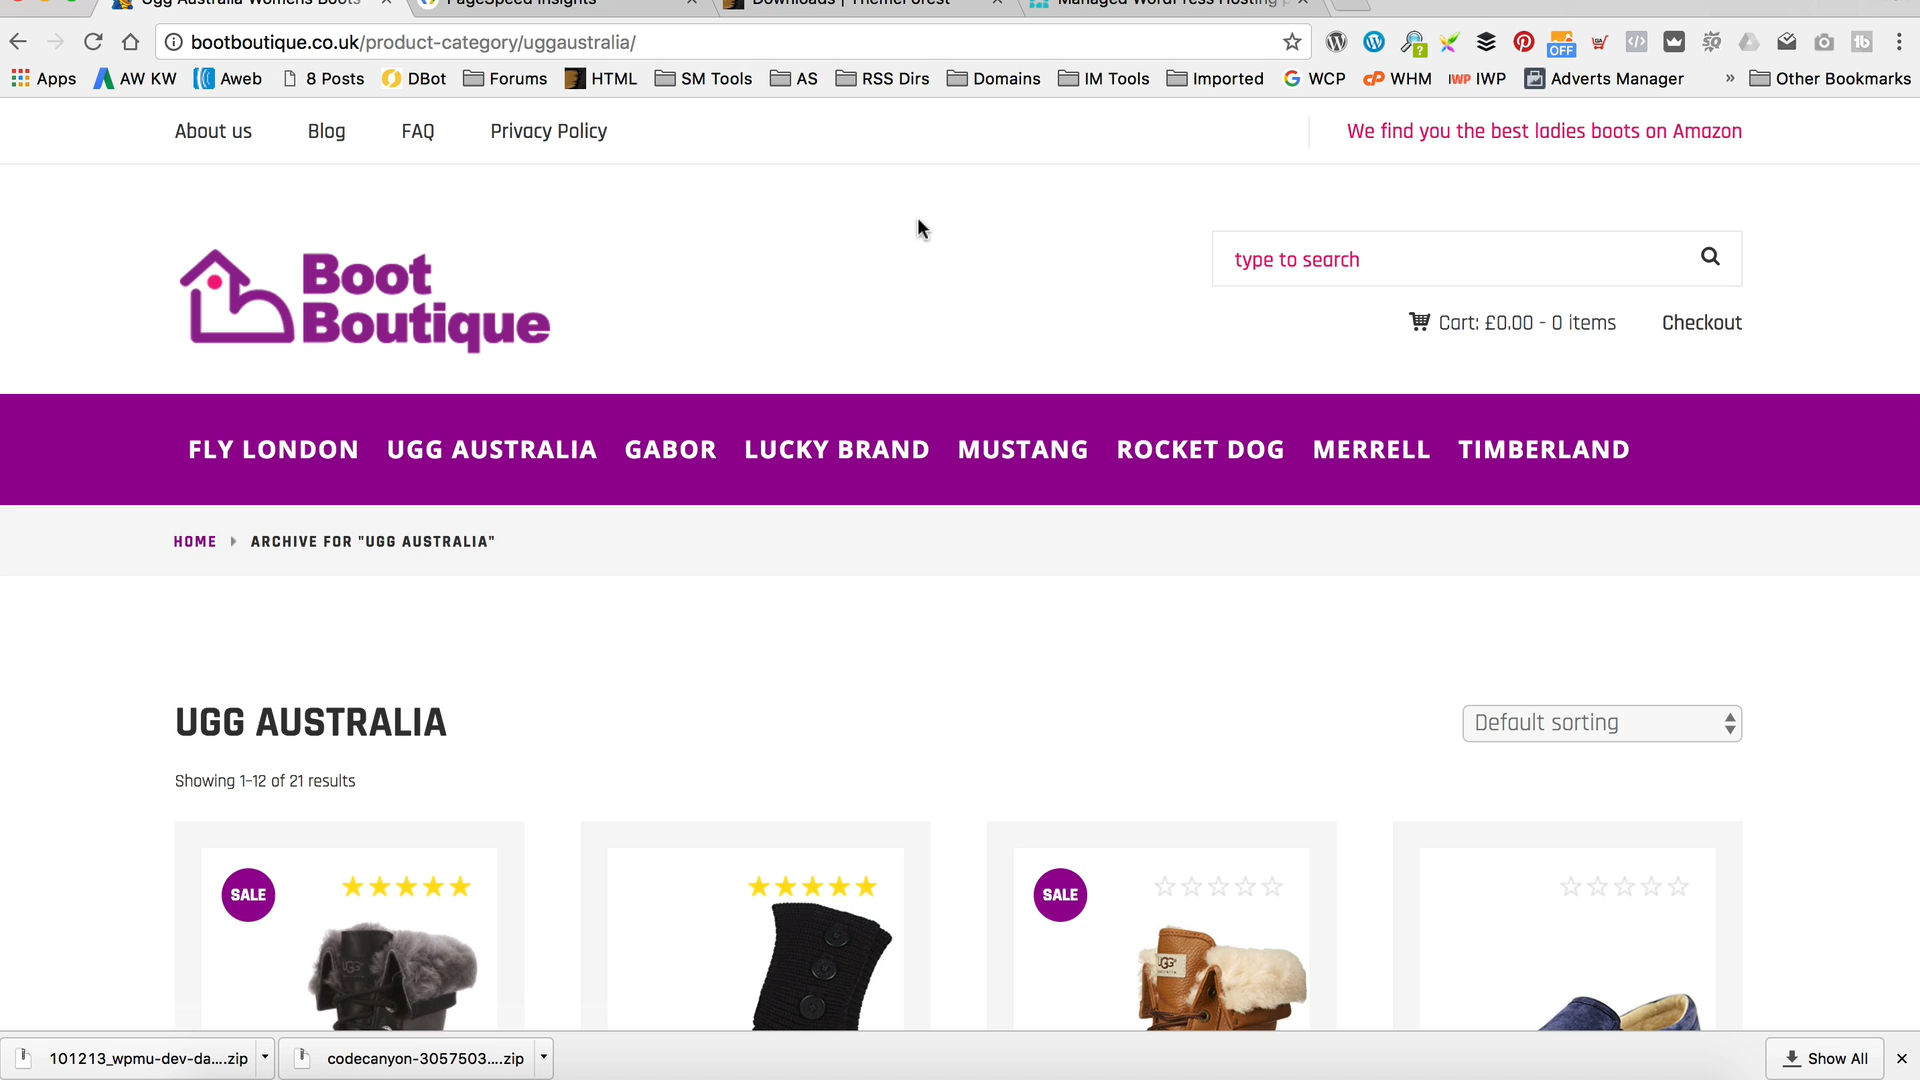 Ugg Australia Womens Boots
PageSpeed Insights
Downloads | ThemeForest
Managed WordPress Hosting p
bootboutique.co.uk/product-category/uggaustralia/
OFF
Apps
AW KW
Aweb
8 Posts
DBot
Forums
HTML
SM Tools
AS
RSS Dirs
Domains
IM Tools
Imported
WCP
WHM
IWP
Adverts Manager
»
Other Bookmarks
About us
Blog
FAQ
Privacy Policy
We find you the best ladies boots on Amazon
Boot
Boutique
type to search
Cart: £0.00 - 0 items
Checkout
FLY LONDON
UGG AUSTRALIA
GABOR
LUCKY BRAND
MUSTANG
ROCKET DOG
MERRELL
TIMBERLAND
HOME
ARCHIVE FOR "UGG AUSTRALIA"
UGG AUSTRALIA
Default sorting
Showing 1–12 of 21 results
SALE
SALE
UGG
101213_wpmu-dev-da....zip
codecanyon-3057503....zip
Show All